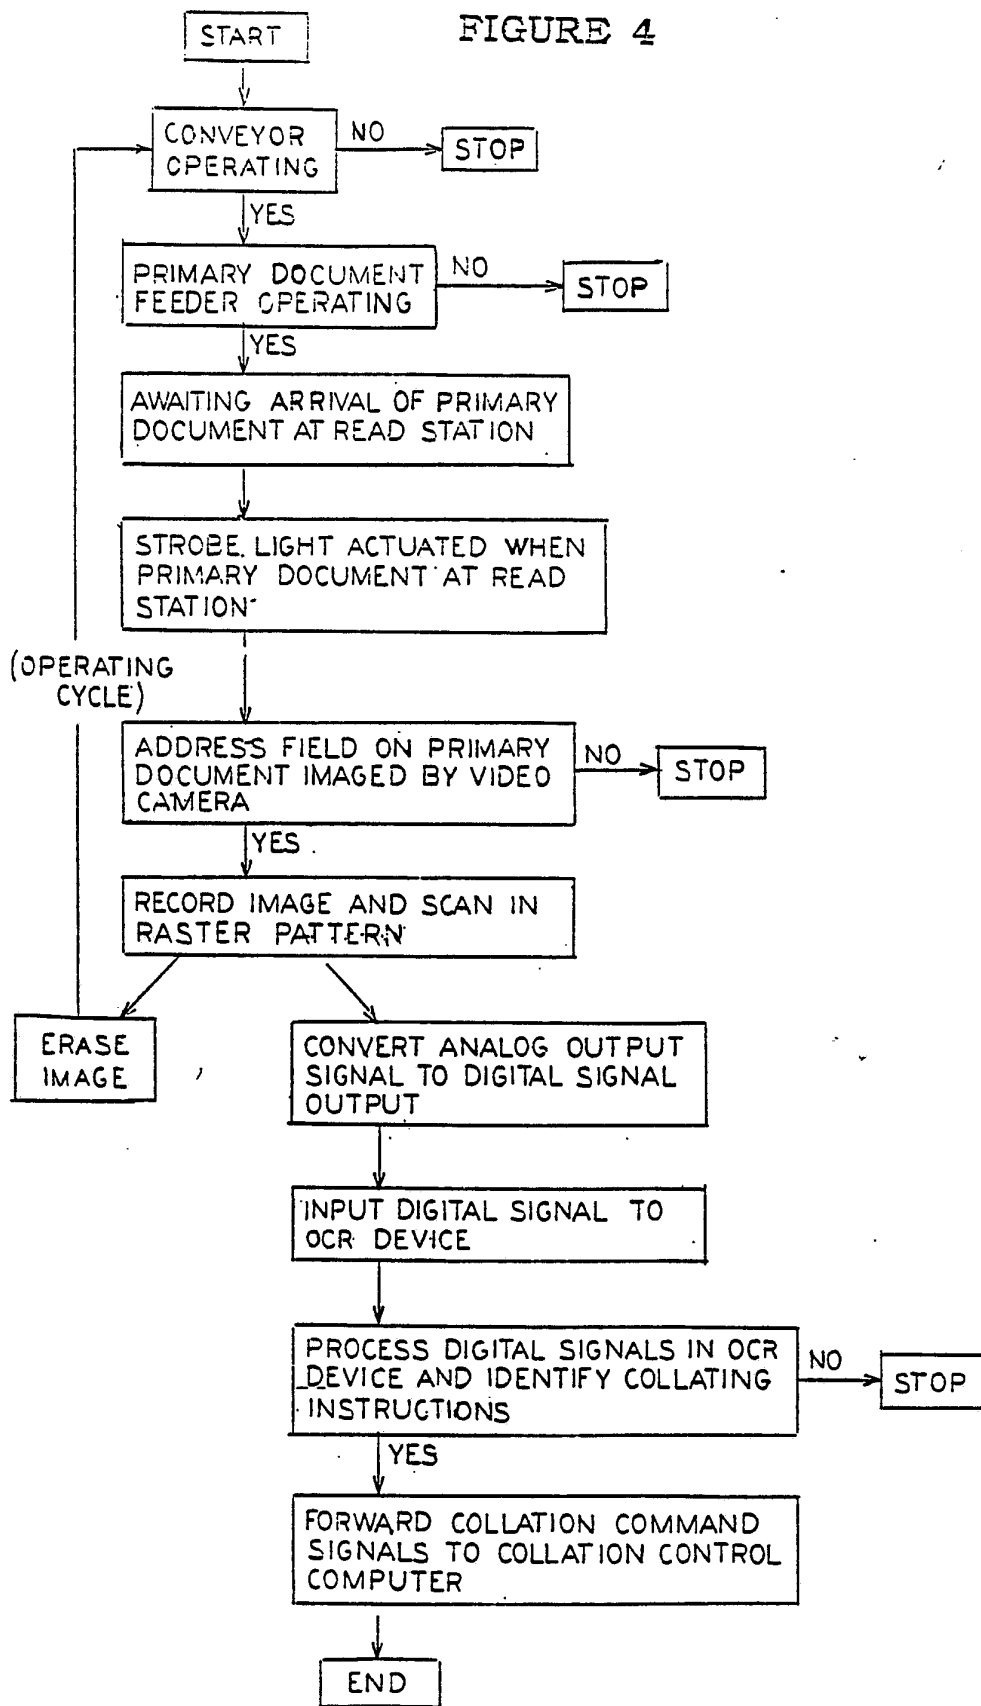 FIGURE 4
START
CONVEYOR
OPERATING
NO
STOP
YES
PRIMARY DOCUMENT
FEEDER OPERATING
NO
STOP
YES
AWAITING ARRIVAL OF PRIMARY
DOCUMENT AT READ STATION
STROBE LIGHT ACTUATED WHEN
PRIMARY DOCUMENT AT READ
STATION
(OPERATING
CYCLE)
ADDRESS FIELD ON PRIMARY
DOCUMENT IMAGED BY VIDEO
CAMERA
NO
STOP
YES
RECORD IMAGE AND SCAN IN
RASTER PATTERN
ERASE
IMAGE
CONVERT ANALOG OUTPUT
SIGNAL TO DIGITAL SIGNAL
OUTPUT
INPUT DIGITAL SIGNAL TO
OCR DEVICE
PROCESS DIGITAL SIGNALS IN OCR
DEVICE AND IDENTIFY COLLATING
INSTRUCTIONS
NO
STOP
YES
FORWARD COLLATION COMMAND
SIGNALS TO COLLATION CONTROL
COMPUTER
END